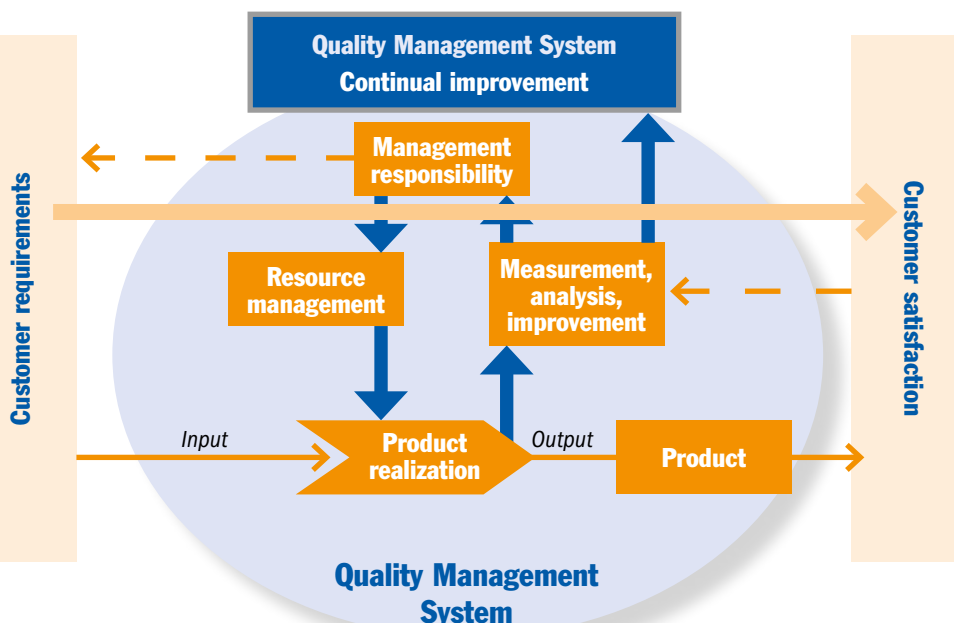 Quality Management System
Continual improvement
Management
responsibility
Customer requirements
Customer satisfaction
Resource
management
Measurement,
analysis,
improvement
Input
Product
realization
Output
Product
Quality Management
System